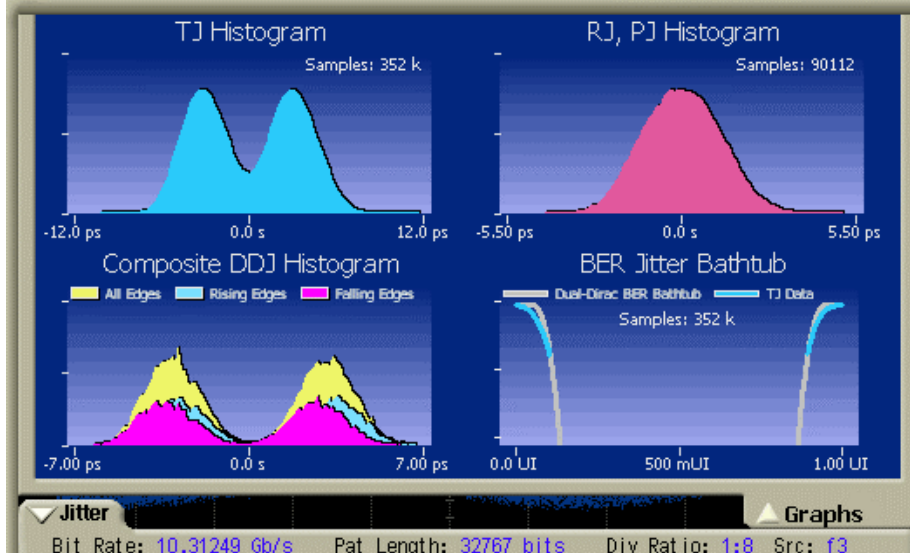 TJ Histogram
Samples: 352 k
-12.0 ps 0.0 s 12.0 ps
RJ, PJ Histogram
Samples: 90112
-5.50 ps 0.0 s 5.50 ps
Composite DDJ Histogram
All Edges Rising Edges Falling Edges
-7.00 ps 0.0 s 7.00 ps
BER Jitter Bathtub
Dual-Dirac BER Bathtub TJ Data
Samples: 352 k
0.0 UI 500 mUI 1.00 UI
Jitter
Graphs
Bit Rate: 10.31249 Gb/s Pat Length: 32767 bits Div Ratio: 1:8 Src: f3